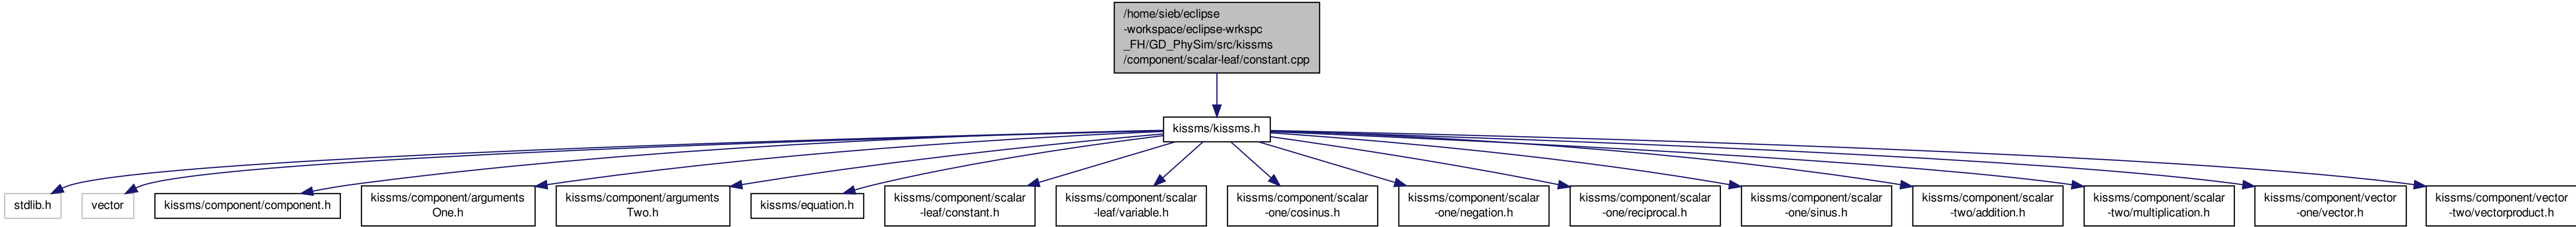 /home/sieb/eclipse
-workspace/eclipse-wrkspc
_FH/GD_PhySim/src/kissms
/component/scalar-leaf/constant.cpp
kissms/kissms.h
stdlib.h
vector
kissms/component/component.h
kissms/component/arguments
One.h
kissms/component/arguments
Two.h
kissms/equation.h
kissms/component/scalar
-leaf/constant.h
kissms/component/scalar
-leaf/variable.h
kissms/component/scalar
-one/cosinus.h
kissms/component/scalar
-one/negation.h
kissms/component/scalar
-one/reciprocal.h
kissms/component/scalar
-one/sinus.h
kissms/component/scalar
-two/addition.h
kissms/component/scalar
-two/multiplication.h
kissms/component/vector
-one/vector.h
kissms/component/vector
-two/vectorproduct.h